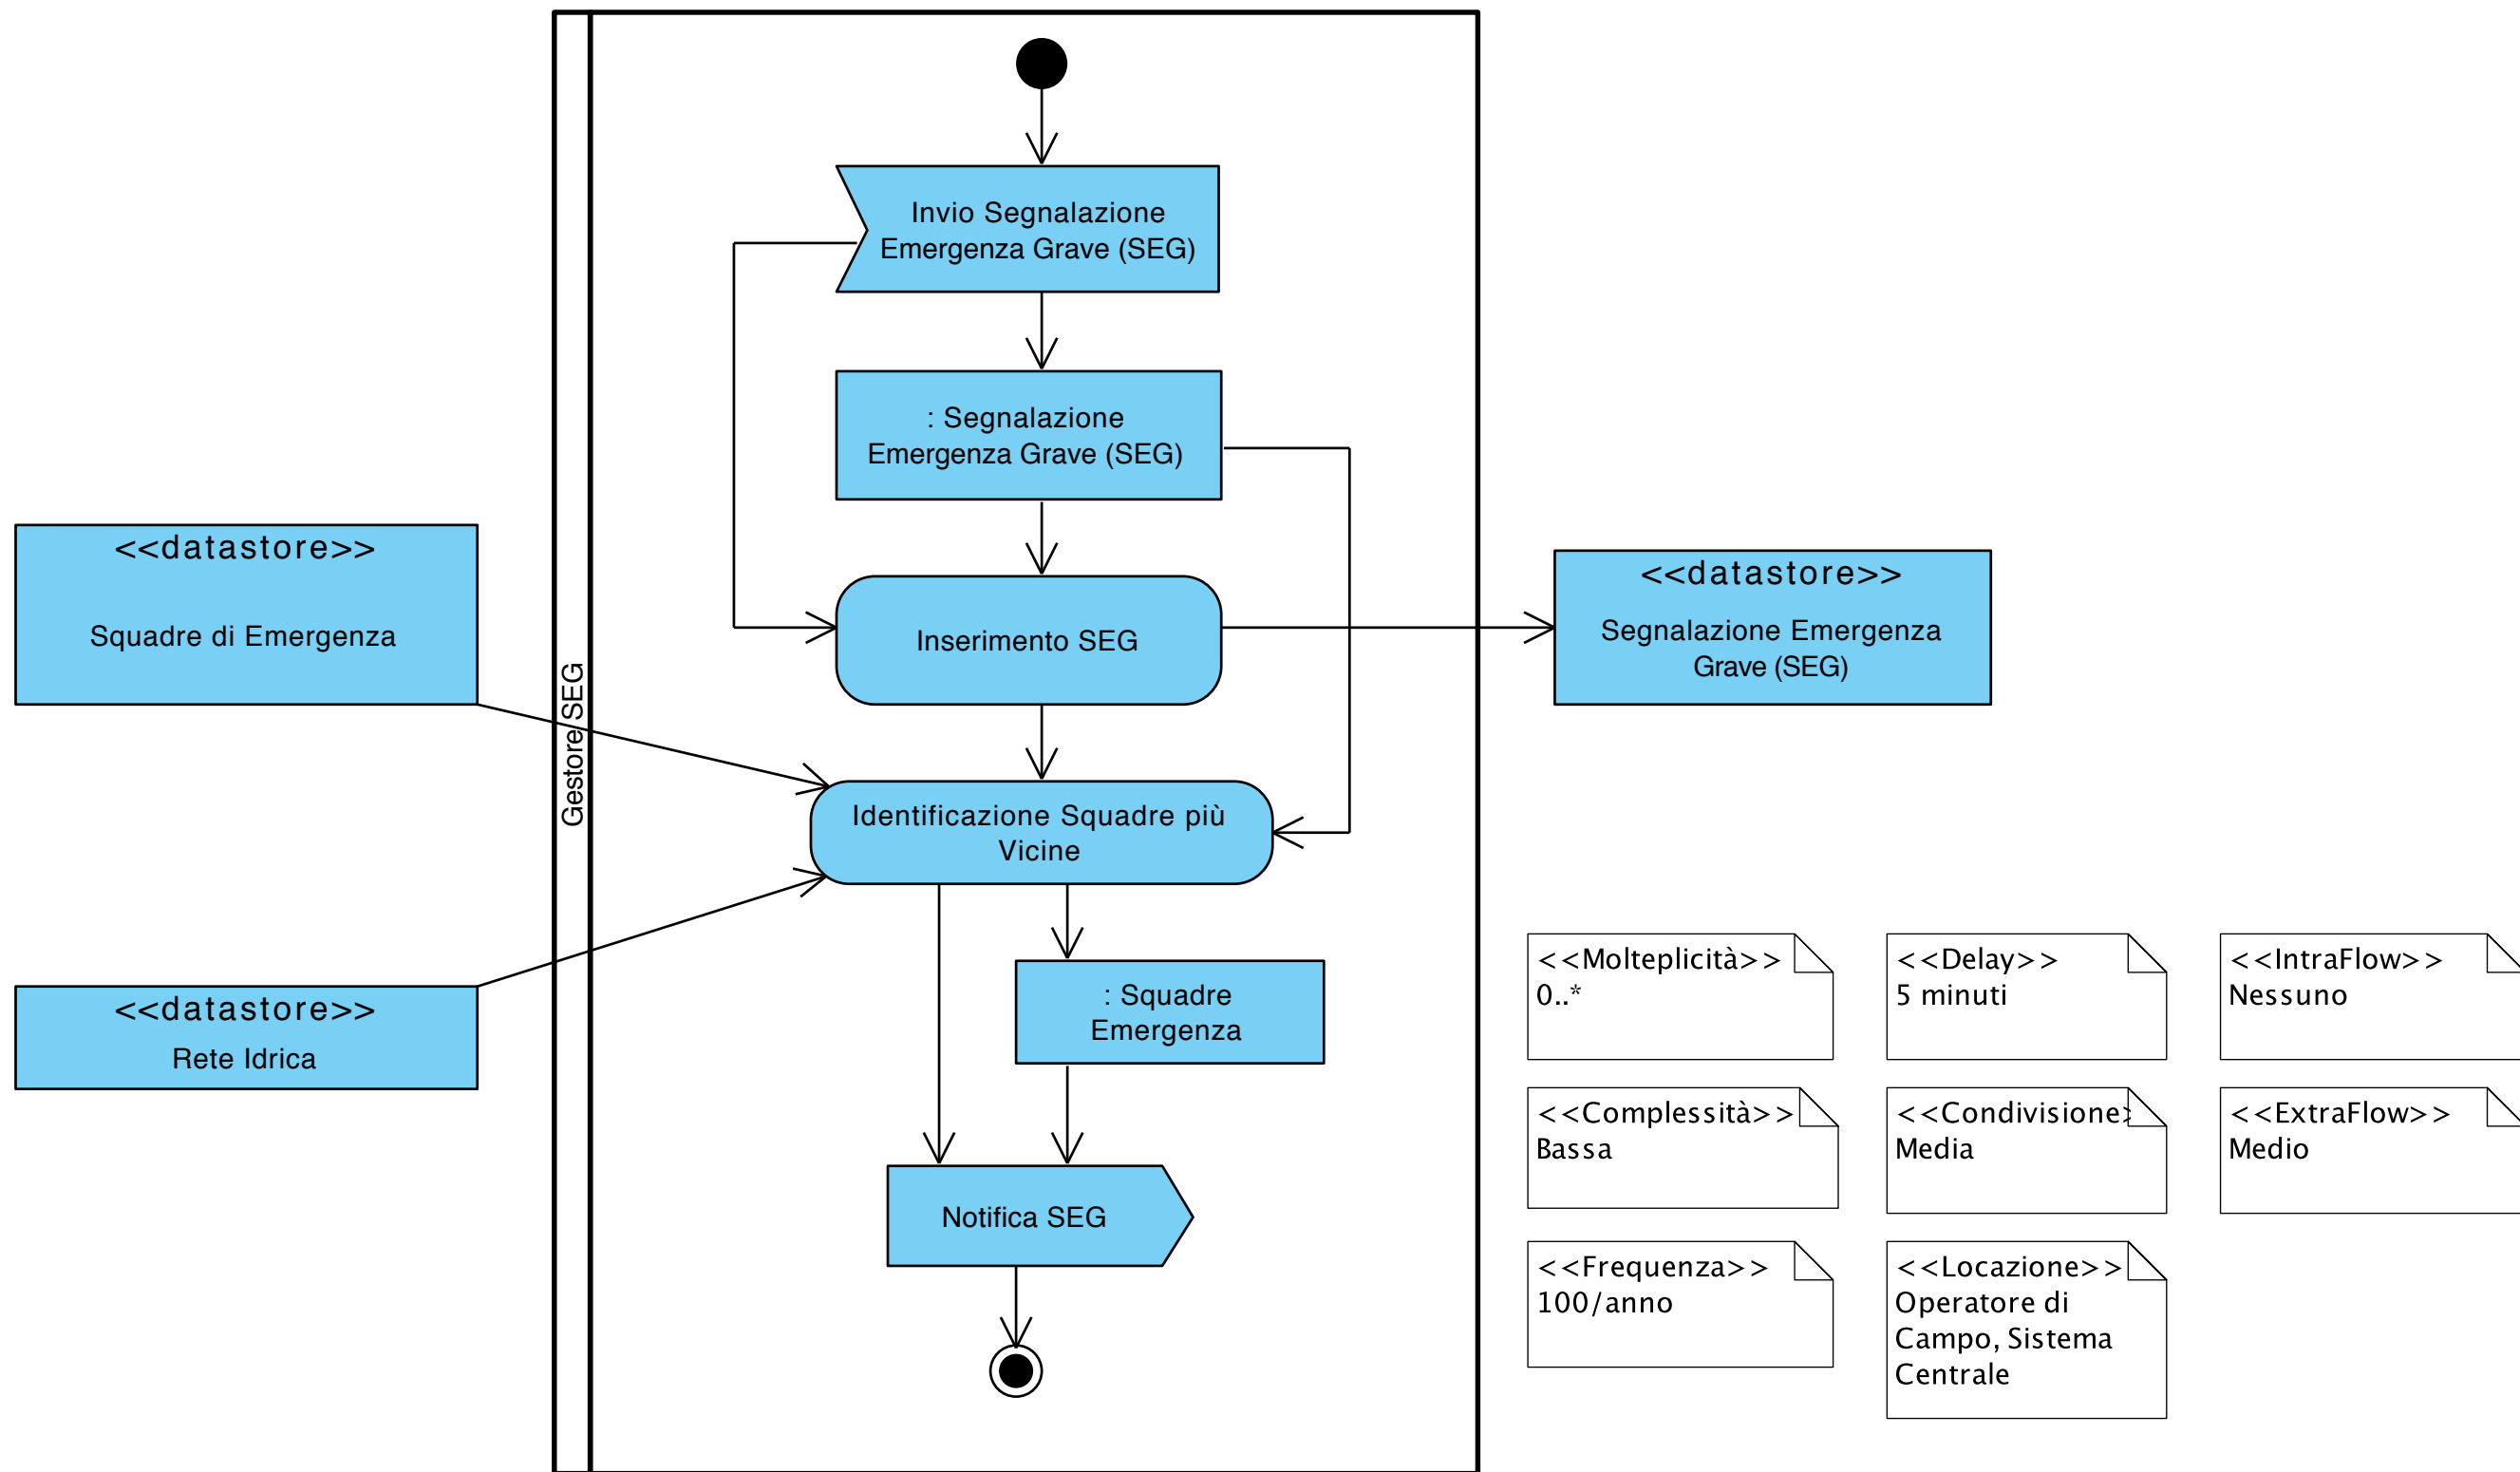 Invio Segnalazione
Emergenza Grave (SEG)
: Segnalazione
Emergenza Grave (SEG)
<<datastore>>
Squadre di Emergenza
Inserimento SEG
<<datastore>>
Segnalazione Emergenza
Grave (SEG)
Gestore SEG
Identificazione Squadre più
Vicine
<<datastore>>
Rete Idrica
: Squadre
Emergenza
Notifica SEG
<<Molteplicità>>
0..*
<<Delay>>
5 minuti
<<IntraFlow>>
Nessuno
<<Complessità>>
Bassa
<<Condivisione>
Media
<<ExtraFlow>>
Medio
<<Frequenza>>
100/anno
<<Locazione>>
Operatore di
Campo, Sistema
Centrale